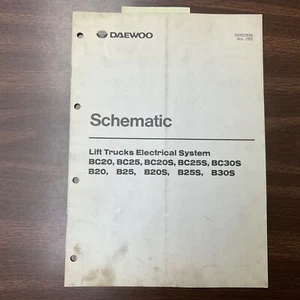 DAEWOO
Schematic
Lift Trucks Electrical System
BC20, BC25, BC20S, BC25S, BC30S
B20, B25, B20S, B25S, B30S